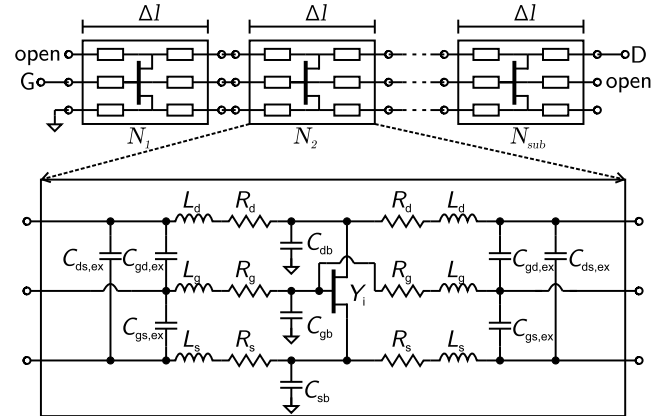 Δl Δl Δl
open D
G open
N1 N2 Nsub
Ld Rd Rd Ld
Cds,ex Cgd,ex Cdb Cgd,ex Cds,ex
Lg Rg Rg Lg
Yi
Cgs,ex Cgb Cgs,ex
Ls Rs Rs Ls
Csb